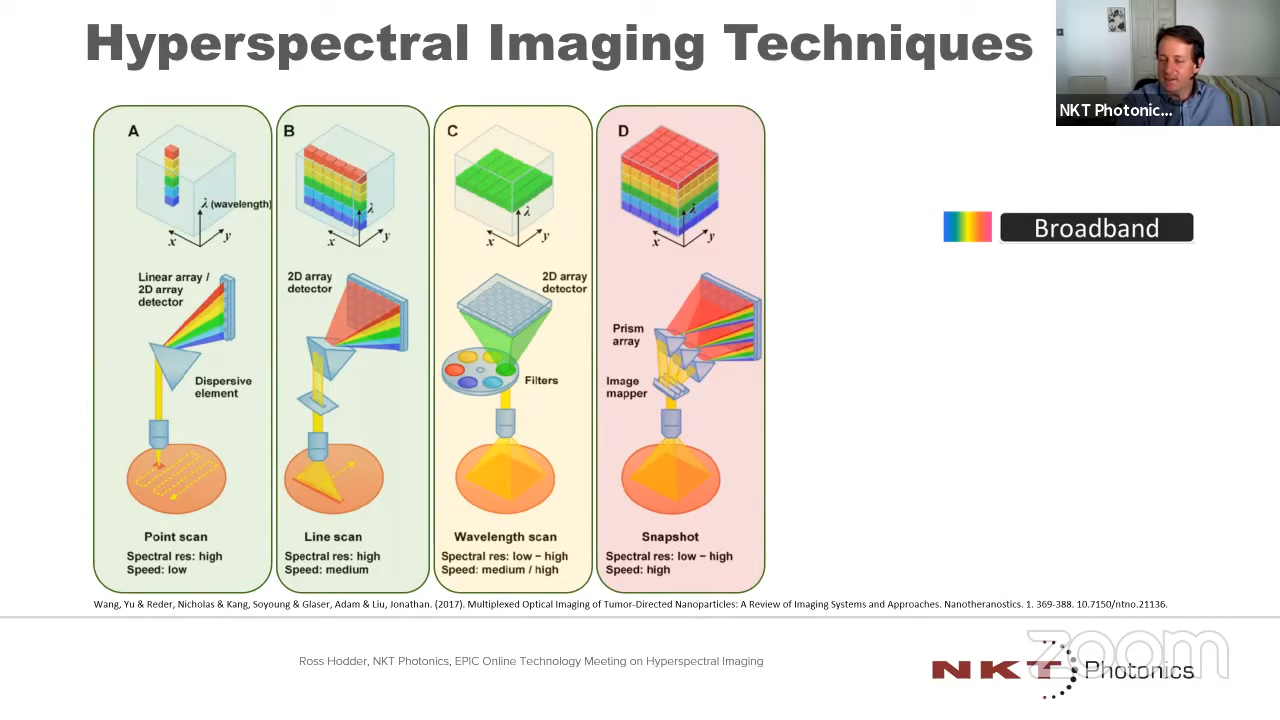 Hyperspectral Imaging Techniques
NKT Photonic...
A
λ (wavelength)
x
y
Linear array /
2D array
detector
Dispersive
element
Point scan
Spectral res: high
Speed: low
B
λ
x
y
2D array
detector
Line scan
Spectral res: high
Speed: medium
C
λ
x
y
2D array
detector
Filters
Wavelength scan
Spectral res: low – high
Speed: medium / high
D
λ
x
y
Prism
array
Image
mapper
Snapshot
Spectral res: low – high
Speed: high
Broadband
Wang, Yu & Reder, Nicholas & Kang, Soyoung & Glaser, Adam & Liu, Jonathan. (2017). Multiplexed Optical Imaging of Tumor-Directed Nanoparticles: A Review of Imaging Systems and Approaches. Nanotheranostics. 1. 369-388. 10.7150/ntno.21136.
Ross Hodder, NKT Photonics, EPIC Online Technology Meeting on Hyperspectral Imaging
zoom
NKT Photonics